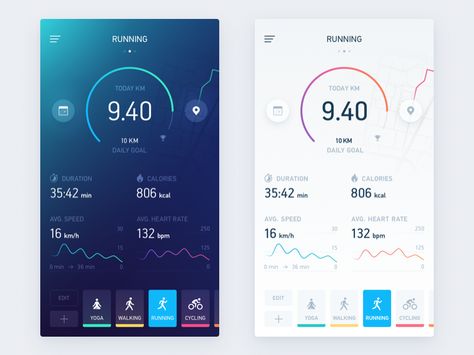 RUNNING
TODAY KM
9.40
10 KM
DAILY GOAL
DURATION
CALORIES
35:42 min
806 kcal
AVG. SPEED
30
AVG. HEART RATE
250
16 km/h
15
132 bpm
125
0 min → 36 min
0
0
EDIT
YOGA
WALKING
RUNNING
CYCLING
RUNNING
TODAY KM
9.40
10 KM
DAILY GOAL
DURATION
CALORIES
35:42 min
806 kcal
AVG. SPEED
30
AVG. HEART RATE
250
16 km/h
15
132 bpm
125
0 min → 36 min
0
0
EDIT
YOGA
WALKING
RUNNING
CYCLING